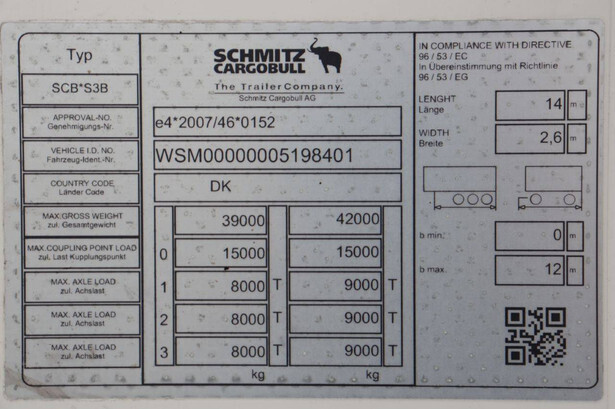 Typ
SCB*S3B
APPROVAL-NO.
Genehmigungs-Nr.
VEHICLE I.D. NO.
Fahrzeug-Ident.-Nr.
COUNTRY CODE
Länder Code
MAX.GROSS WEIGHT
zul. Gesamtgewicht
MAX.COUPLING POINT LOAD
zul. Last Kupplungspunkt
MAX. AXLE LOAD
zul. Achslast
MAX. AXLE LOAD
zul. Achslast
MAX. AXLE LOAD
zul. Achslast
SCHMITZ
CARGOBULL
The Trailer Company.
Schmitz Cargobull AG
e4*2007/46*0152
WSM00000005198401
DK
39000 42000
0 15000 15000
1 8000 T 9000 T
2 8000 T 9000 T
3 8000 T 9000 T
kg kg
IN COMPLIANCE WITH DIRECTIVE
96 / 53 / EC
In Übereinstimmung mit Richtlinie
96 / 53 / EG
LENGHT
Länge
14 m
WIDTH
Breite
2,6 m
b min. 0 m
b max. 12 m